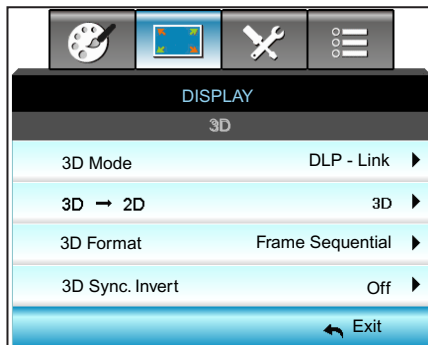 DISPLAY
3D
3D Mode DLP - Link
3D → 2D 3D
3D Format Frame Sequential
3D Sync. Invert Off
Exit